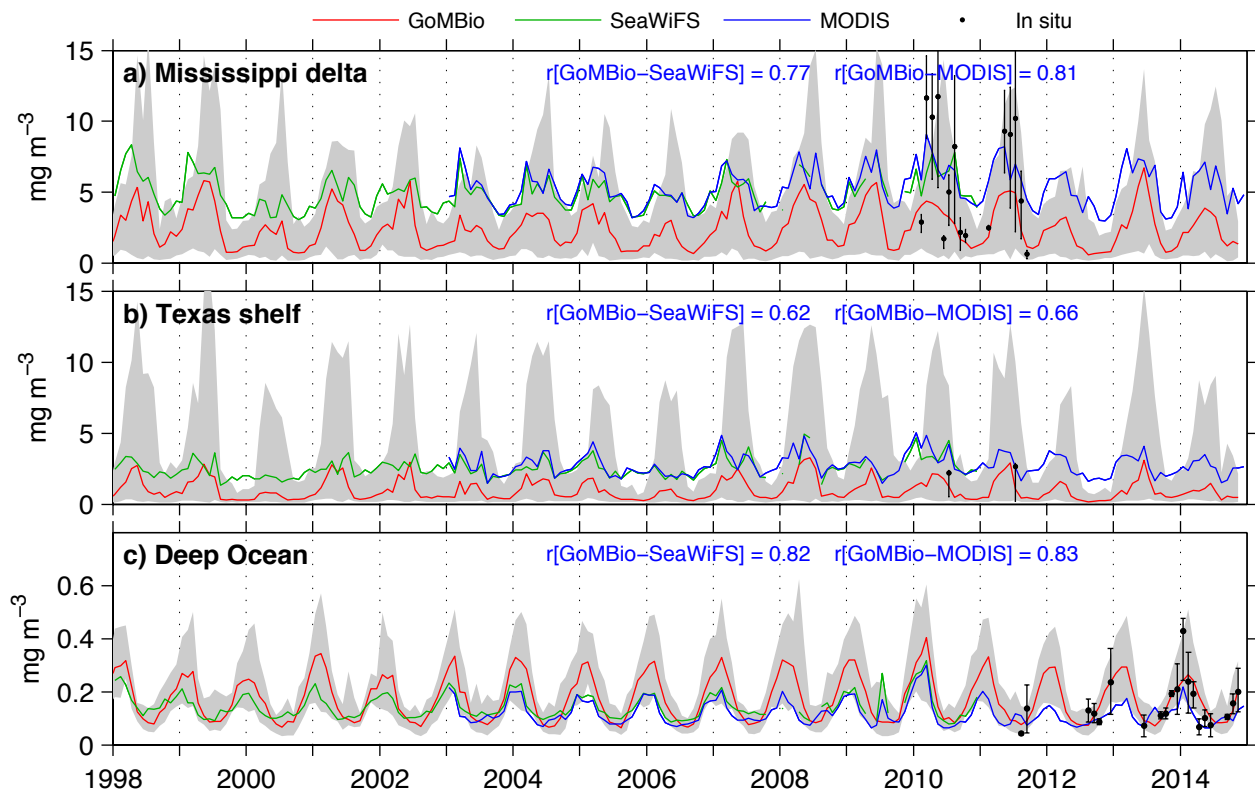 GoMBio SeaWiFS MODIS In situ
15
a) Mississippi delta r[GoMBio−SeaWiFS] = 0.77 r[GoMBio−MODIS] = 0.81
10
mg m⁻³
5
0
15
b) Texas shelf r[GoMBio−SeaWiFS] = 0.62 r[GoMBio−MODIS] = 0.66
10
mg m⁻³
5
0
c) Deep Ocean r[GoMBio−SeaWiFS] = 0.82 r[GoMBio−MODIS] = 0.83
0.6
mg m⁻³
0.4
0.2
0
1998 2000 2002 2004 2006 2008 2010 2012 2014